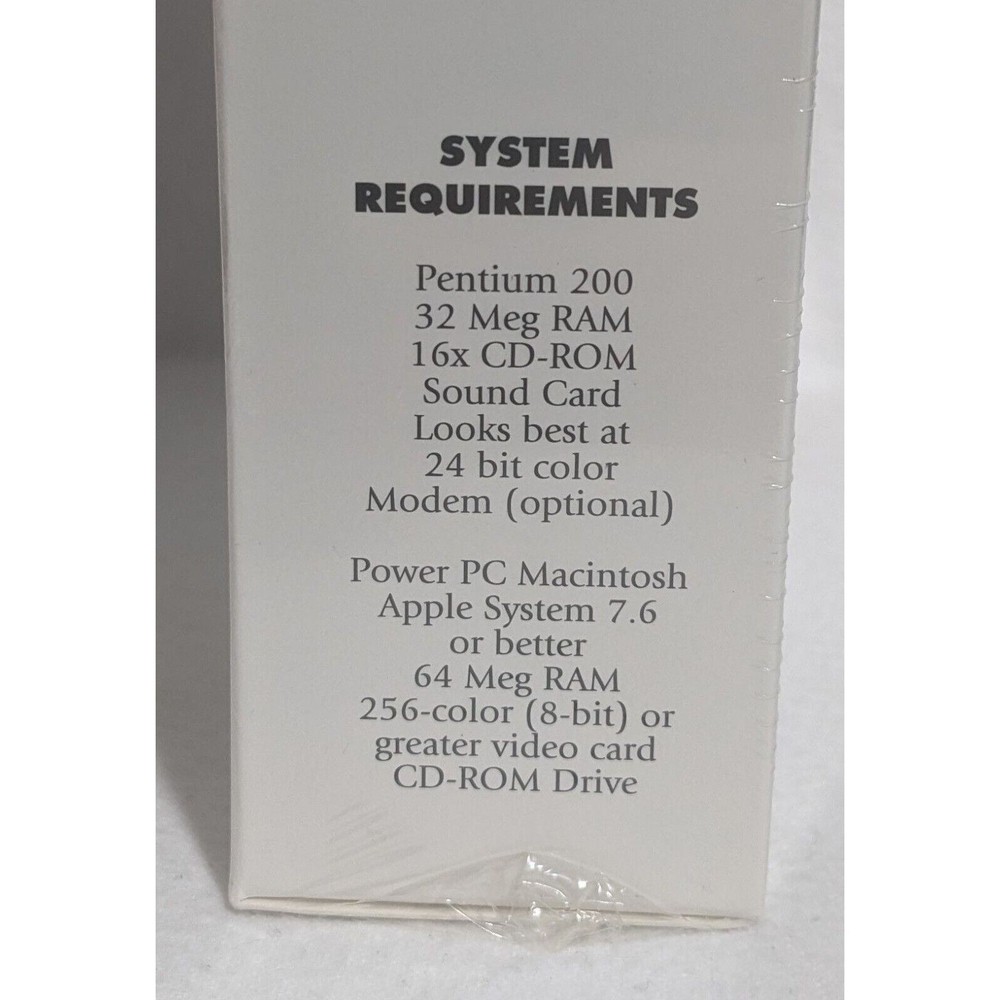 SYSTEM
REQUIREMENTS
Pentium 200
32 Meg RAM
16x CD-ROM
Sound Card
Looks best at
24 bit color
Modem (optional)
Power PC Macintosh
Apple System 7.6
or better
64 Meg RAM
256-color (8-bit) or
greater video card
CD-ROM Drive